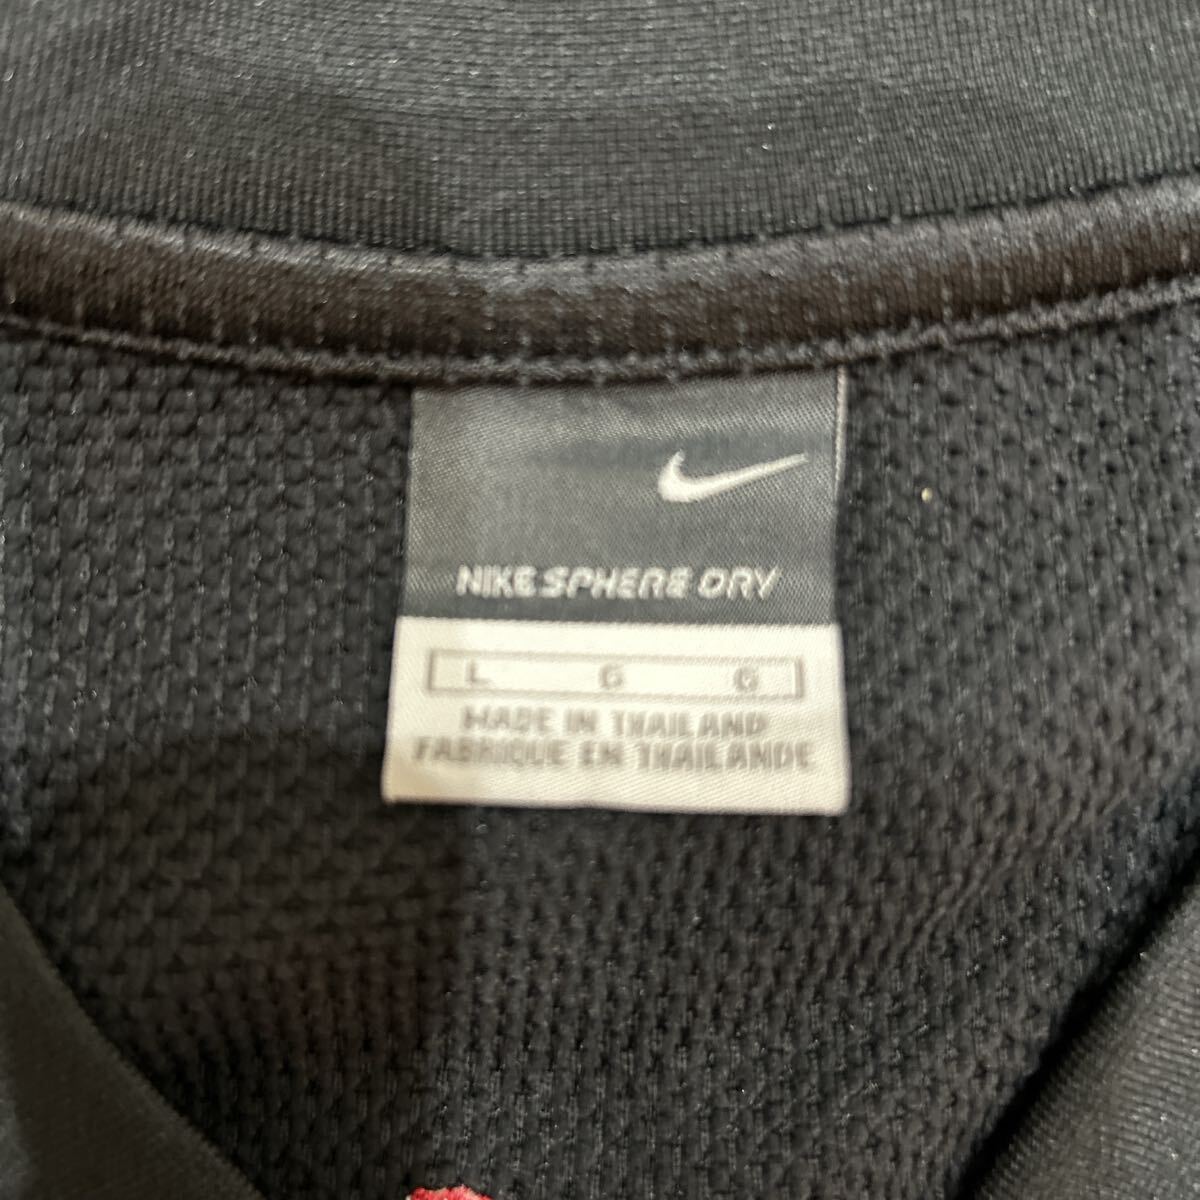 NIKE SPHERE DRY
L G G
MADE IN THAILAND
FABRIQUE EN THAILANDE